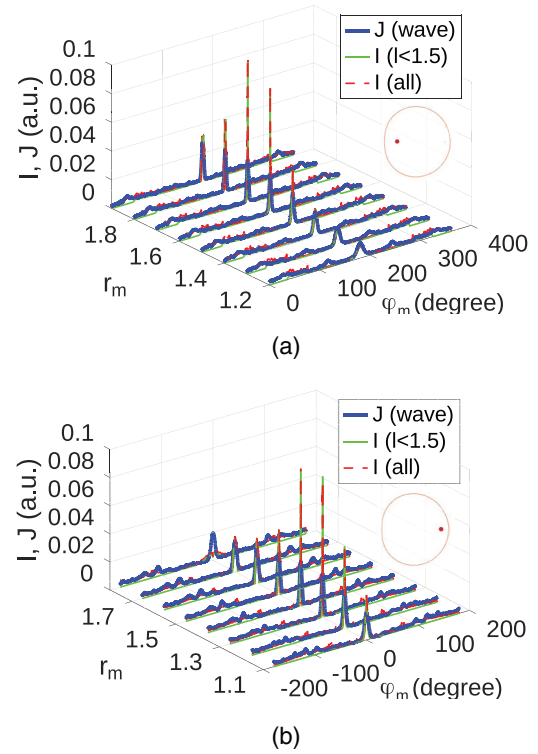 0.1
0.08
0.06
0.04
0.02
0
I, J (a.u.)
J (wave)
I (l<1.5)
I (all)
1.8
1.6
1.4
1.2
r_m
0
100
200
300
400
φ_m (degree)
(a)
0.1
0.08
0.06
0.04
0.02
0
I, J (a.u.)
J (wave)
I (l<1.5)
I (all)
1.7
1.5
1.3
1.1
r_m
-200
-100
0
100
200
φ_m (degree)
(b)